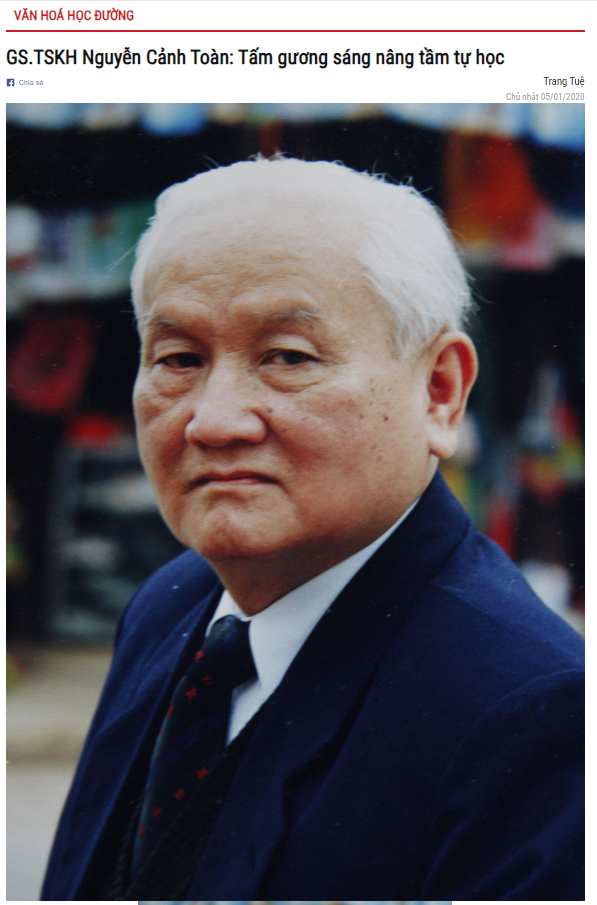 VĂN HOÁ HỌC ĐƯỜNG
GS.TSKH Nguyễn Cảnh Toàn: Tấm gương sáng nâng tầm tự học
Chia sẻ
Trang Tuệ
Chủ nhật 05/01/2020